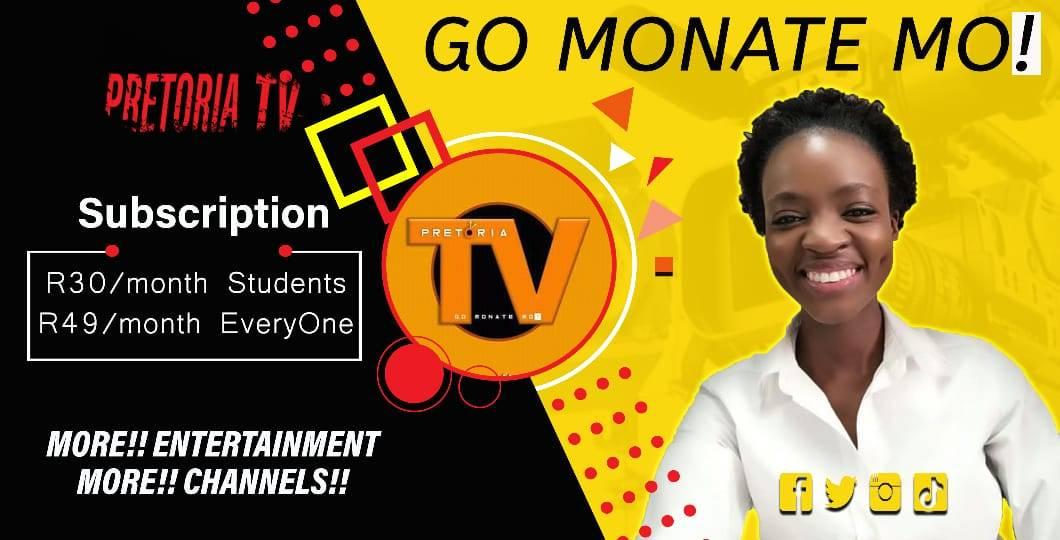 GO MONATE MO!
PRETORIA TV
Subscription
R30/month Students
R49/month EveryOne
PRETORIA
TV
GO MONATE MO!
MORE!! ENTERTAINMENT
MORE!! CHANNELS!!